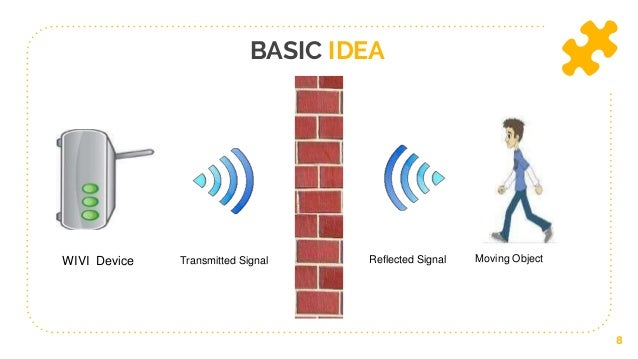 BASIC IDEA
WIVI Device
Transmitted Signal
Reflected Signal
Moving Object
8